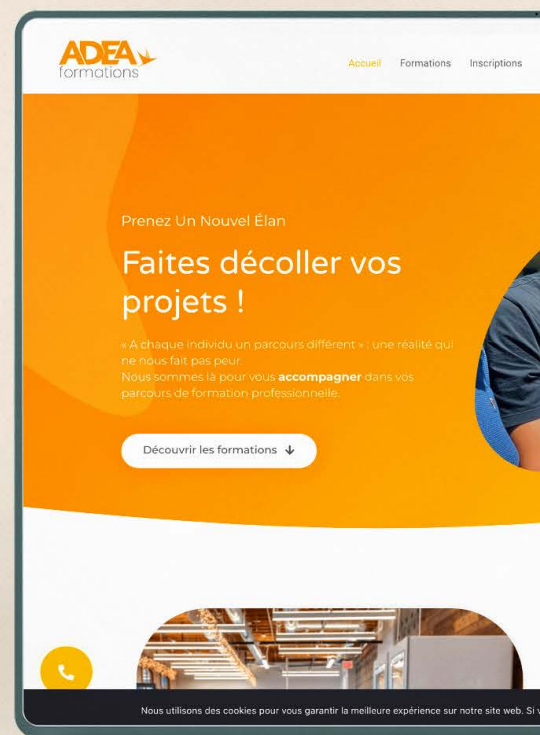 ADEA
formations
Accueil Formations Inscriptions
Prenez Un Nouvel Élan
Faites décoller vos
projets !
« A chaque individu un parcours différent » : une réalité qui
ne nous fait pas peur.
Nous sommes là pour vous accompagner dans vos
parcours de formation professionnelle.
Découvrir les formations
Nous utilisons des cookies pour vous garantir la meilleure expérience sur notre site web. Si v